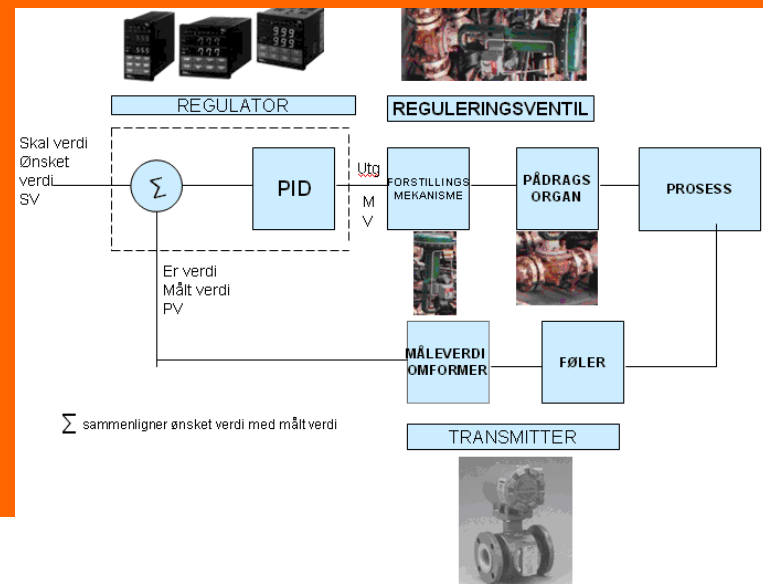 REGULATOR
REGULERINGSVENTIL
Skal verdi
Ønsket
verdi
SV
Σ
PID
Utg
M
V
FORSTILLINGS
MEKANISME
PÅDRAGS
ORGAN
PROSESS
Er verdi
Målt verdi
PV
MÅLEVERDI
OMFORMER
FØLER
Σ sammenligner ønsket verdi med målt verdi
TRANSMITTER